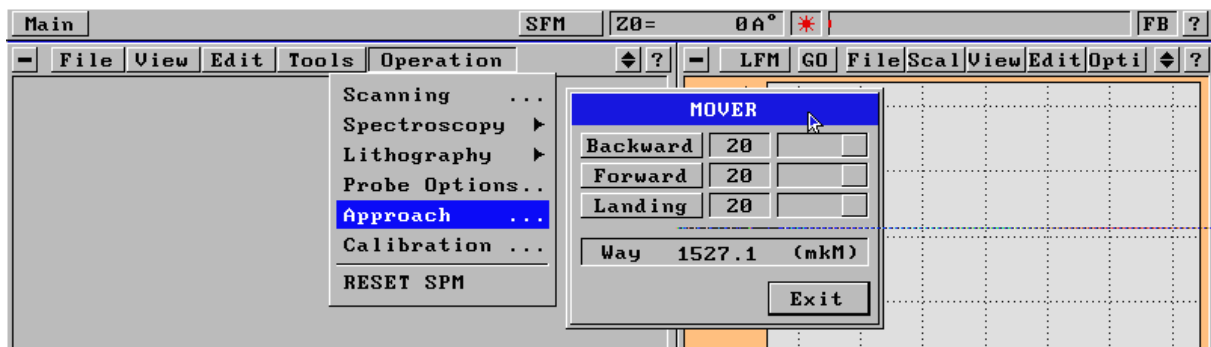 Main SFM Z0= 0A° FB ?
File View Edit Tools Operation ? LFM GO File Scal View Edit Opti ?
Scanning ...
Spectroscopy
Lithography
Probe Options..
Approach ...
Calibration ...
RESET SPM
MOVER
Backward 20
Forward 20
Landing 20
Way 1527.1 (mkM)
Exit